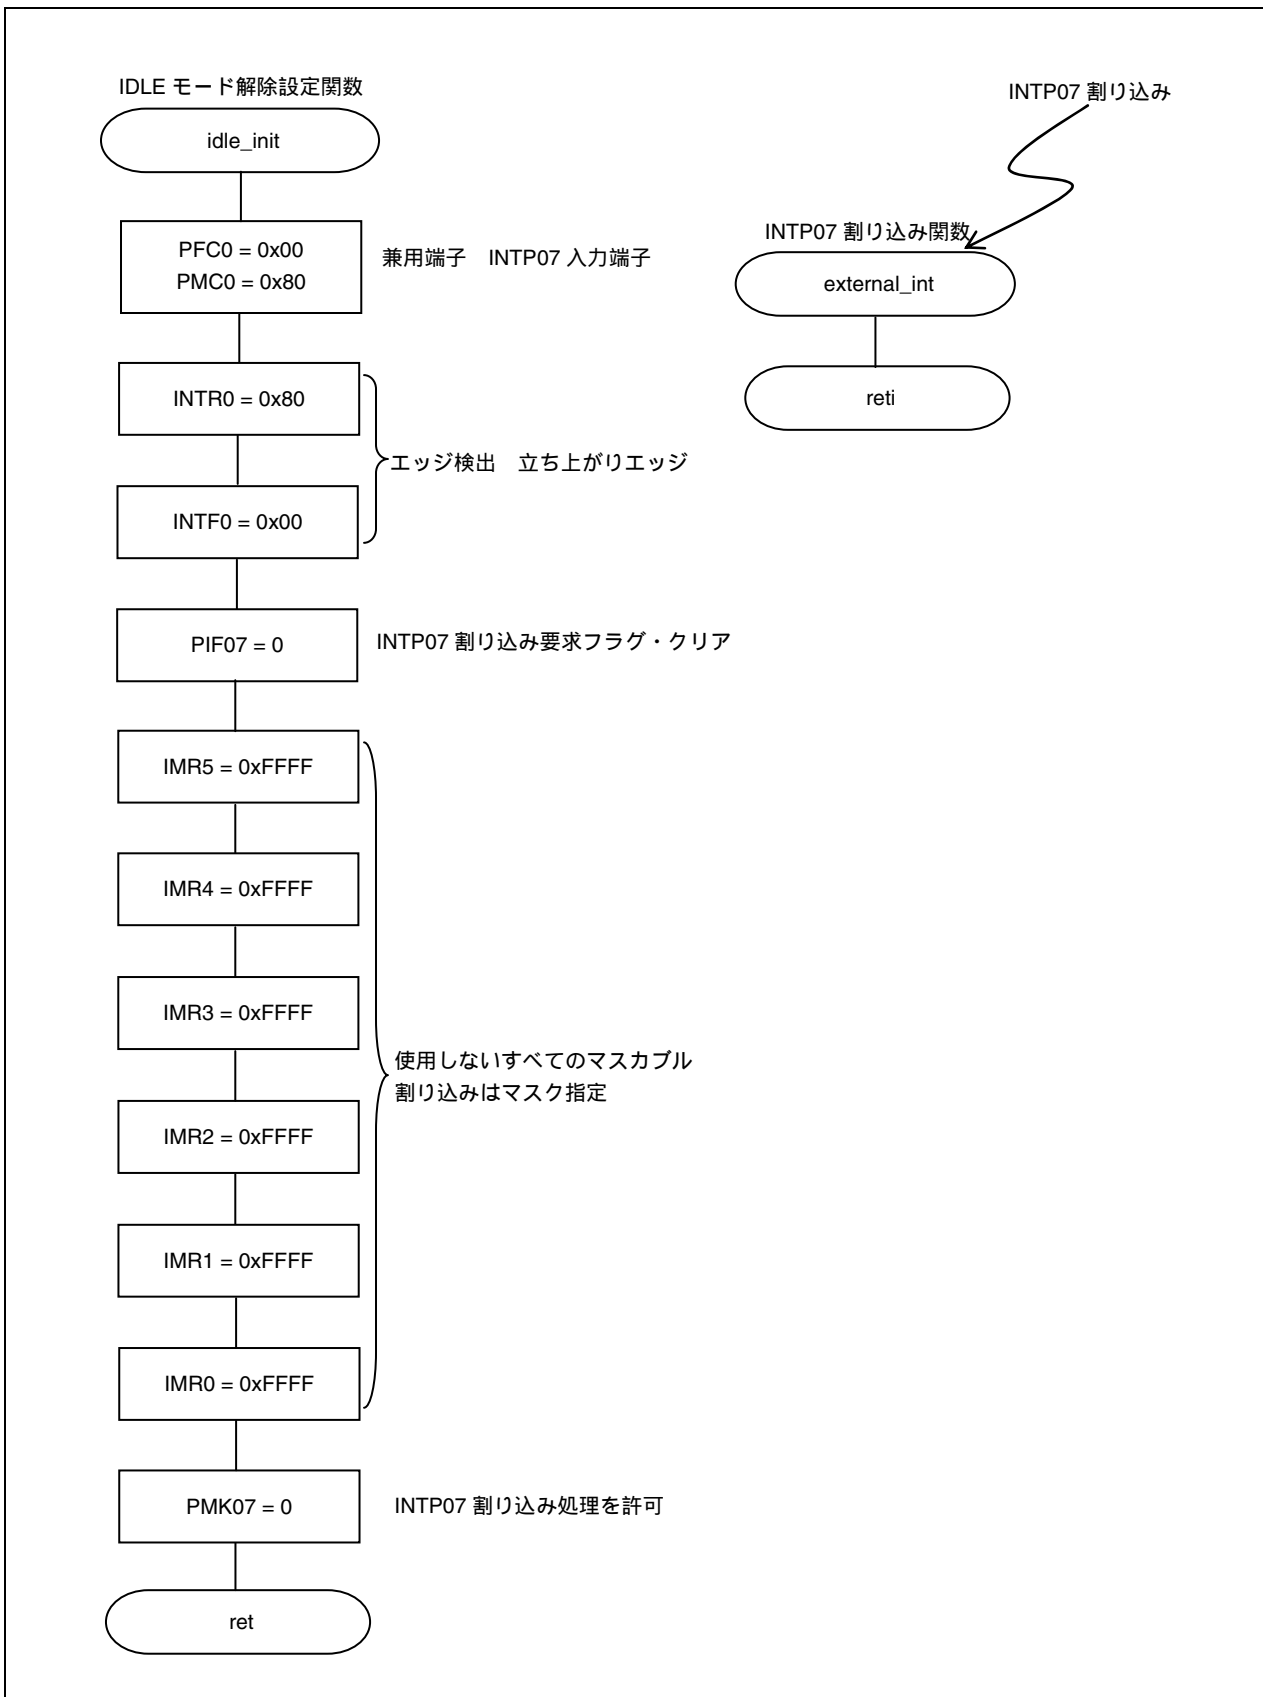 IDLE モード解除設定関数
idle_init
PFC0 = 0x00
PMC0 = 0x80
兼用端子　INTP07 入力端子
INTR0 = 0x80
エッジ検出　立ち上がりエッジ
INTF0 = 0x00
PIF07 = 0
INTP07 割り込み要求フラグ・クリア
IMR5 = 0xFFFF
IMR4 = 0xFFFF
IMR3 = 0xFFFF
使用しないすべてのマスカブル
割り込みはマスク指定
IMR2 = 0xFFFF
IMR1 = 0xFFFF
IMR0 = 0xFFFF
PMK07 = 0
INTP07 割り込み処理を許可
ret
INTP07 割り込み
INTP07 割り込み関数
external_int
reti